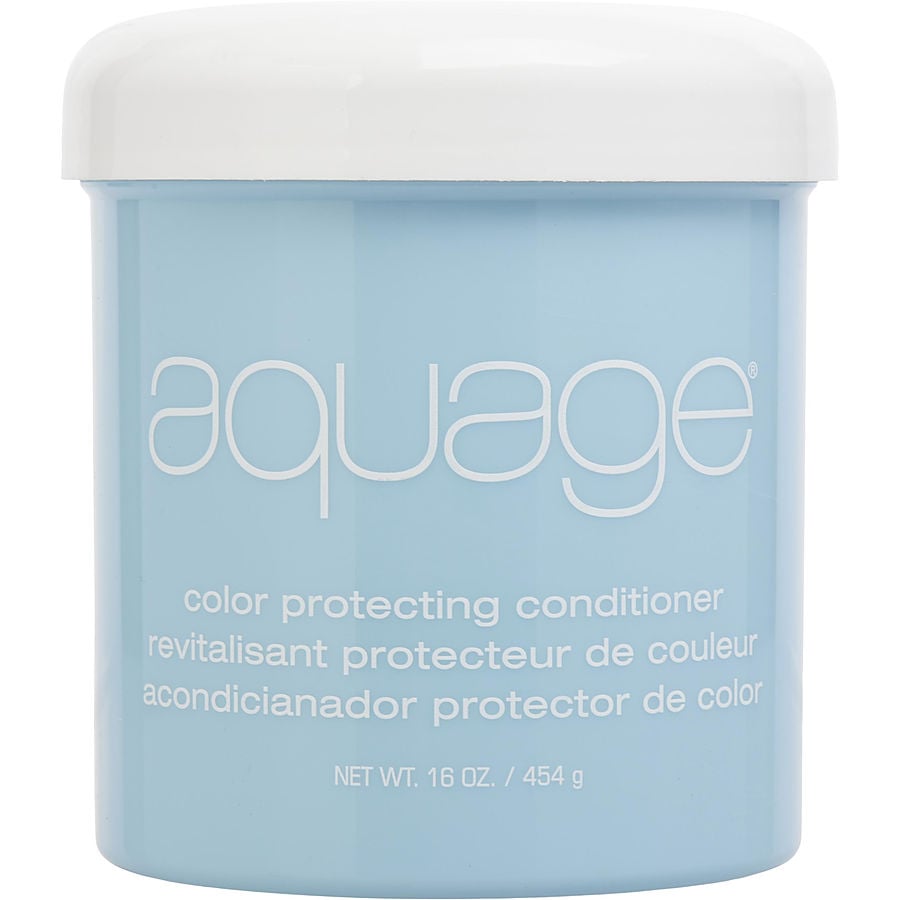 aquage®
color protecting conditioner
revitalisant protecteur de couleur
acondicianador protector de color
NET WT. 16 OZ. / 454 g